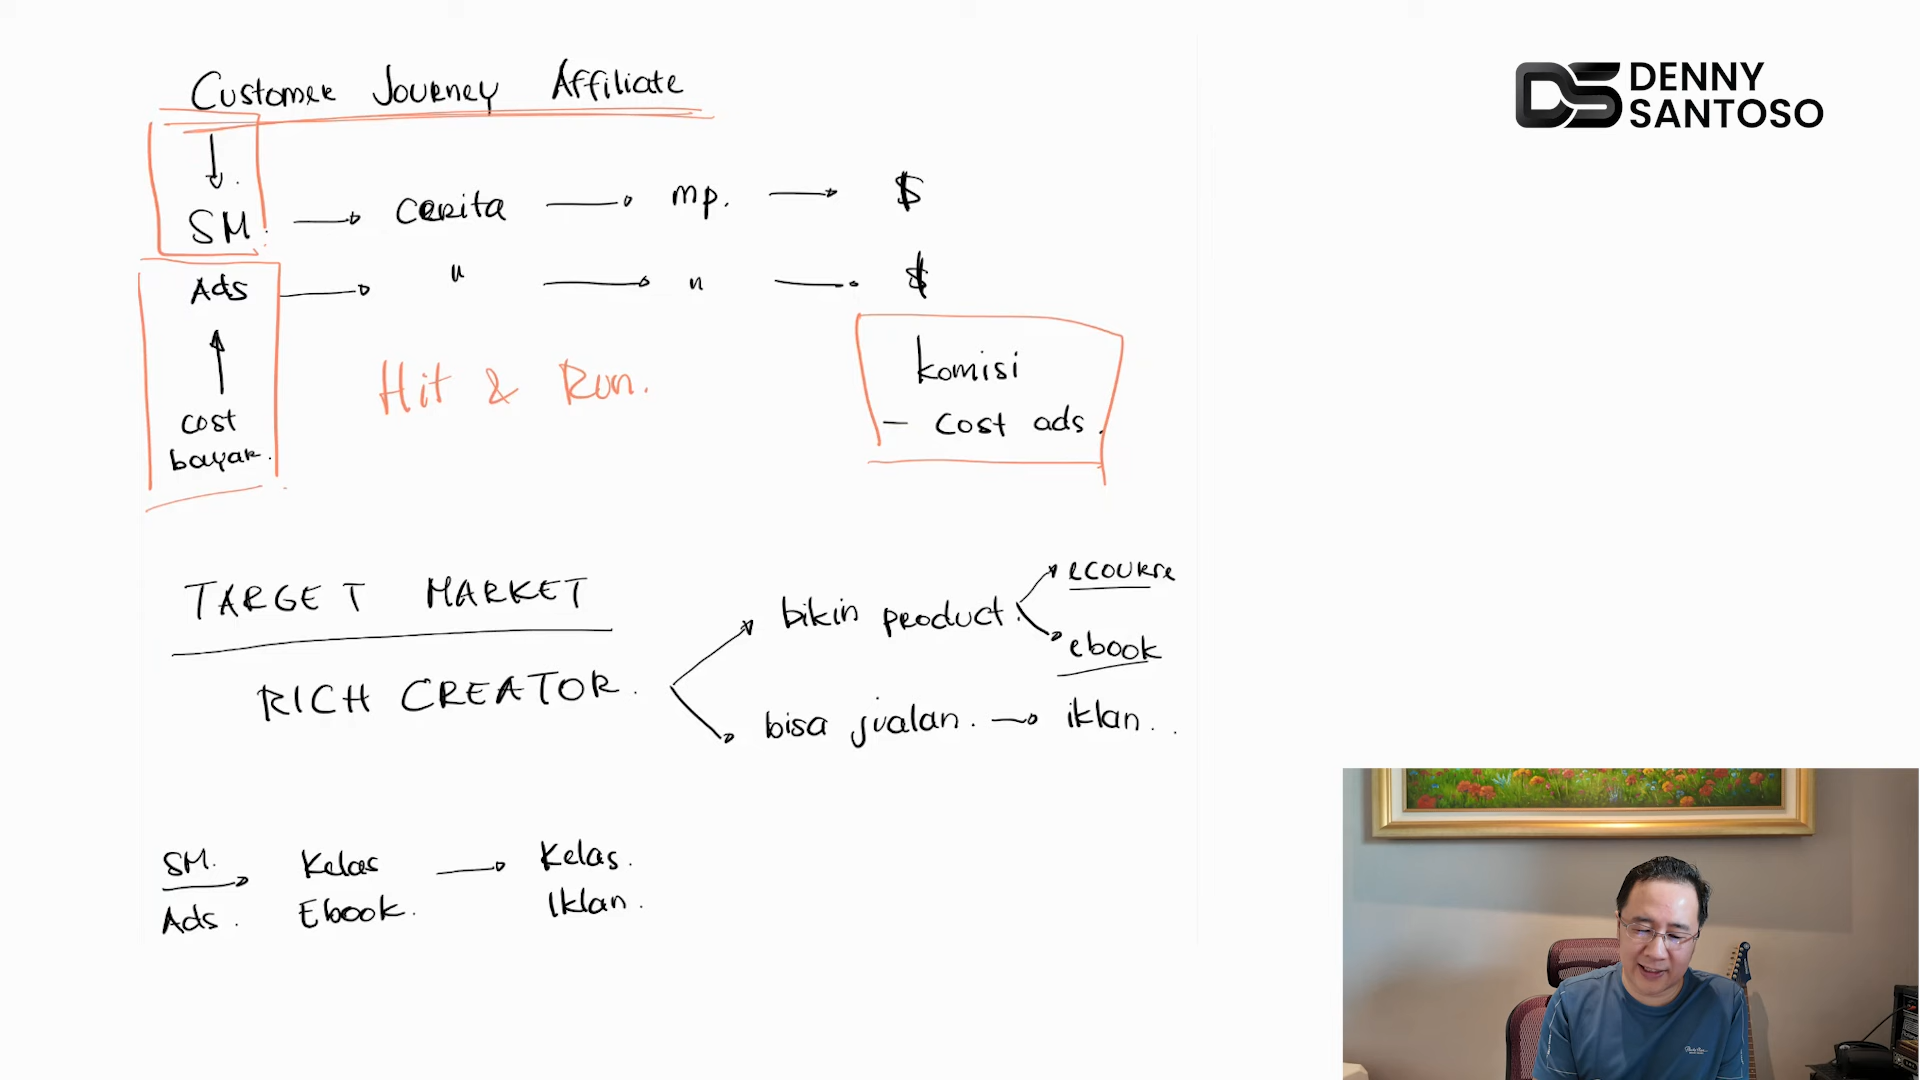 Customer Journey Affiliate
DENNY
SANTOSO
SM. → cerita → mp. → $
Ads → " → " → $
Hit & Run.
komisi
- cost ads.
cost
bayar.
TARGET MARKET
RICH CREATOR.
bikin product.
ecourse
ebook
bisa jualan. → iklan.
SM. Kelas → Kelas.
Ads. Ebook. Iklan.